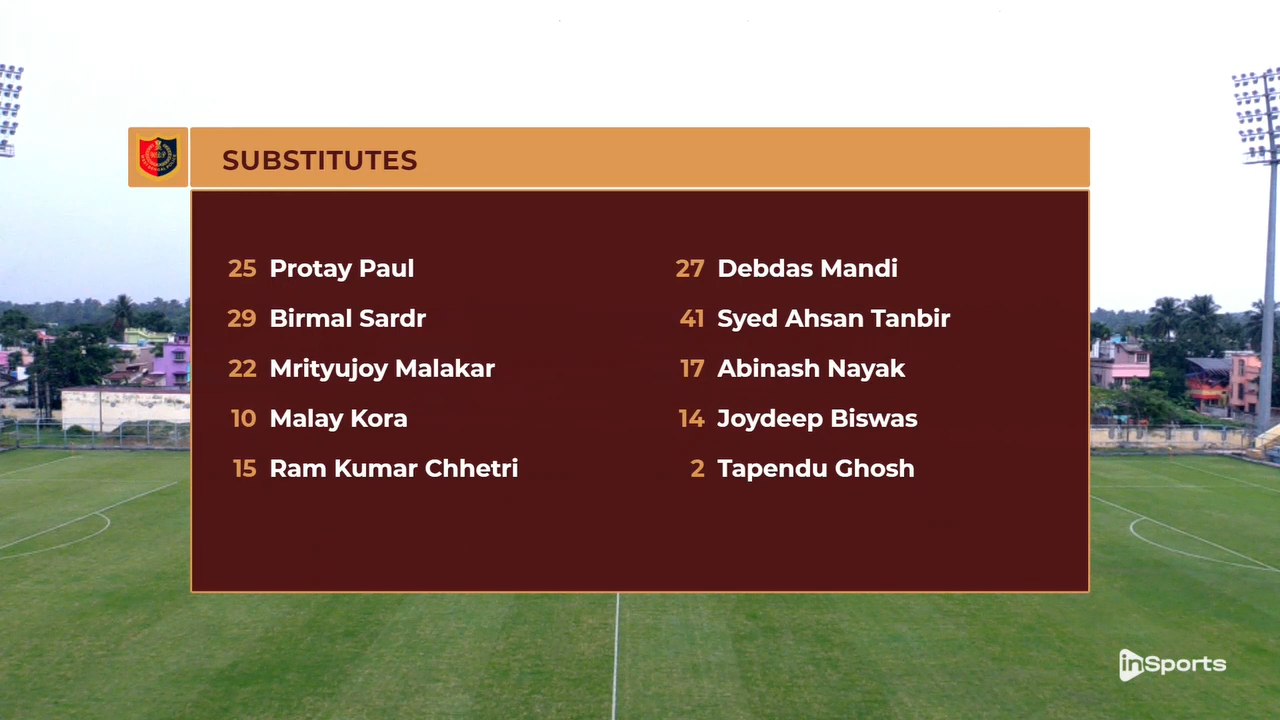 SUBSTITUTES
25 Protay Paul
29 Birmal Sardr
22 Mrityujoy Malakar
10 Malay Kora
15 Ram Kumar Chhetri
27 Debdas Mandi
41 Syed Ahsan Tanbir
17 Abinash Nayak
14 Joydeep Biswas
2 Tapendu Ghosh
inSports